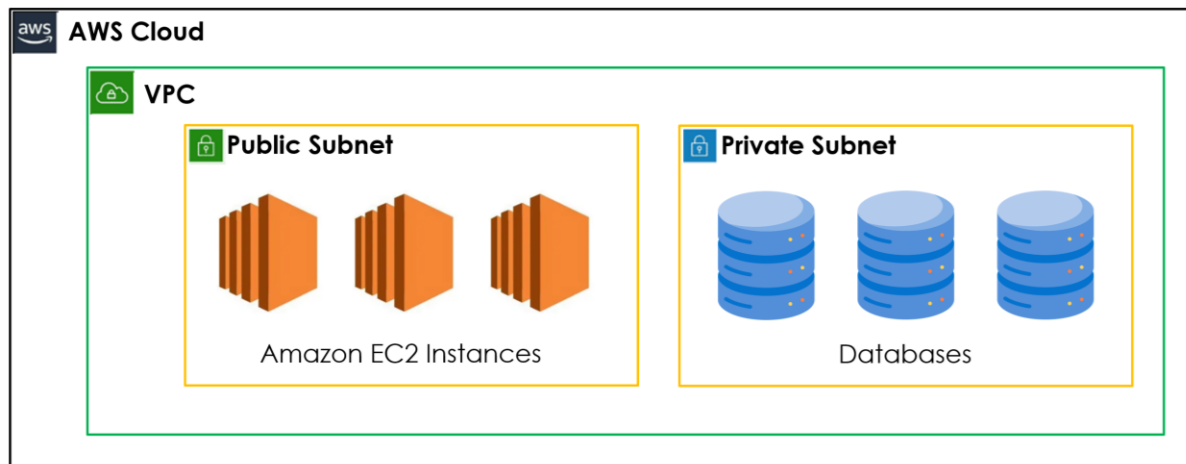 aws
AWS Cloud
VPC
Public Subnet
Private Subnet
Amazon EC2 Instances
Databases